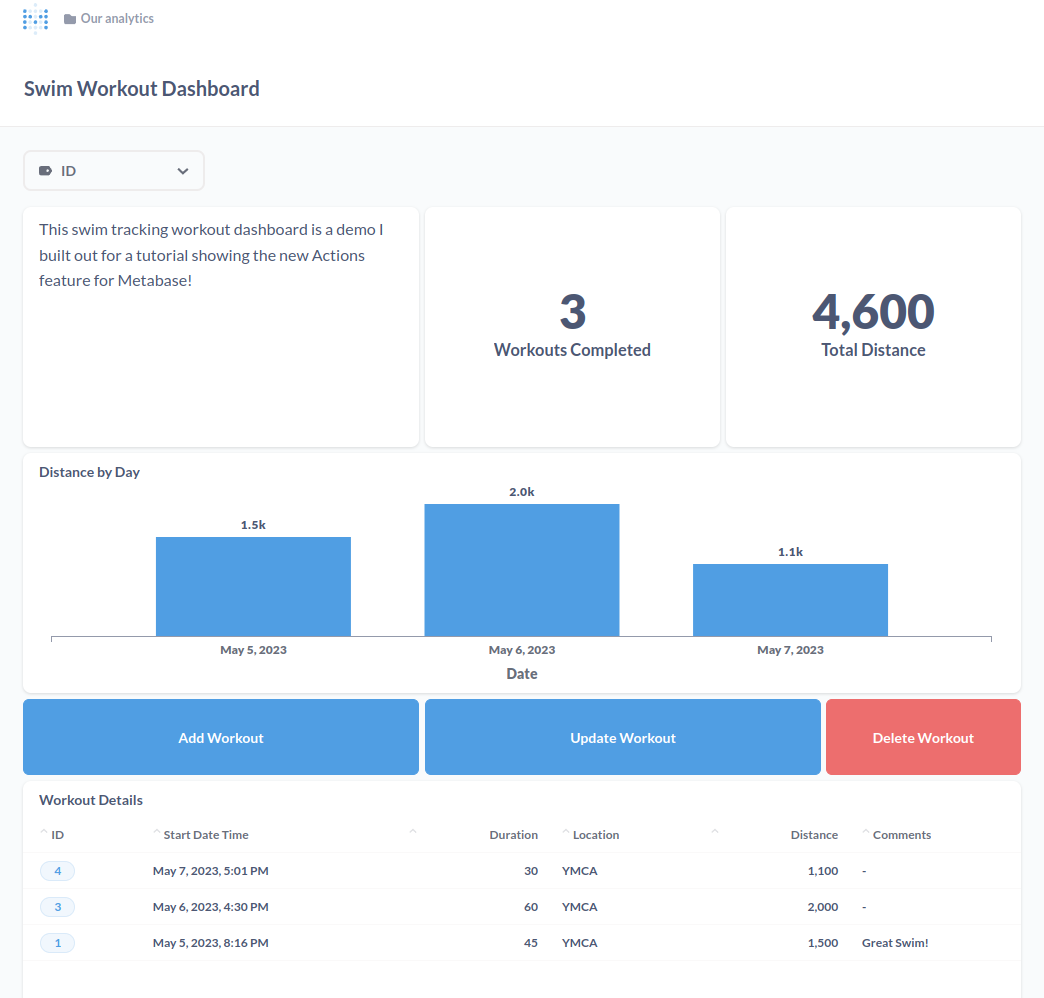 Our analytics
Swim Workout Dashboard
ID
This swim tracking workout dashboard is a demo I
built out for a tutorial showing the new Actions
feature for Metabase!
3
Workouts Completed
4,600
Total Distance
Distance by Day
1.5k
2.0k
1.1k
May 5, 2023
May 6, 2023
May 7, 2023
Date
Add Workout
Update Workout
Delete Workout
Workout Details
ID Start Date Time Duration Location Distance Comments
4 May 7, 2023, 5:01 PM 30 YMCA 1,100 -
3 May 6, 2023, 4:30 PM 60 YMCA 2,000 -
1 May 5, 2023, 8:16 PM 45 YMCA 1,500 Great Swim!